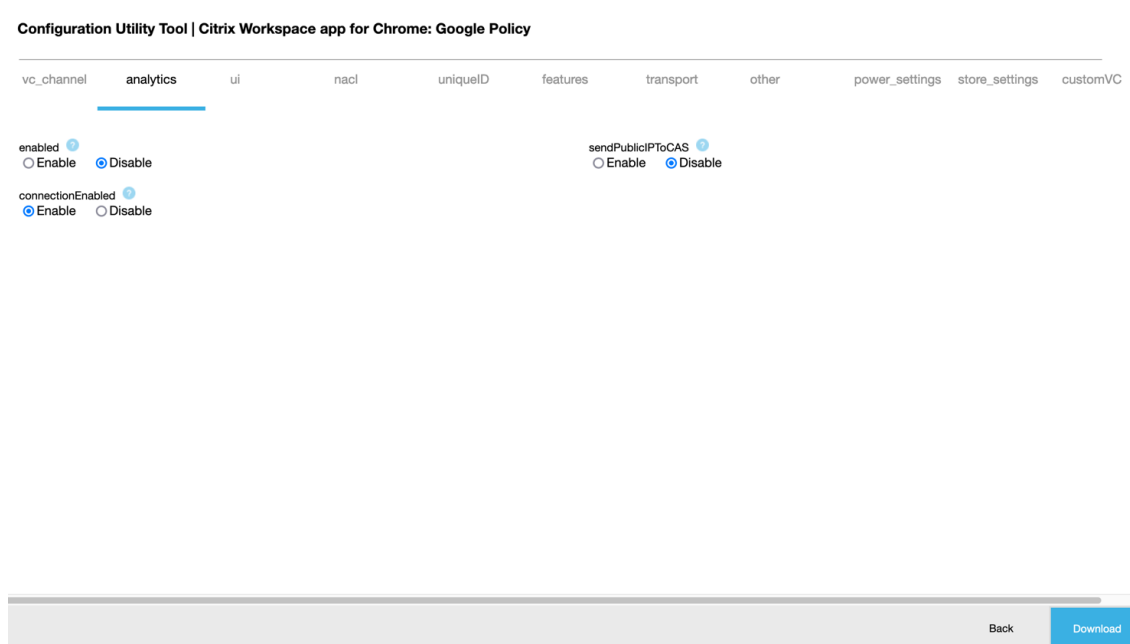 Configuration Utility Tool | Citrix Workspace app for Chrome: Google Policy
vc_channel analytics ui nacl uniqueID features transport other power_settings store_settings customVC
enabled ? sendPublicIPToCAS ?
Enable Disable Enable Disable
connectionEnabled ?
Enable Disable
Back Download